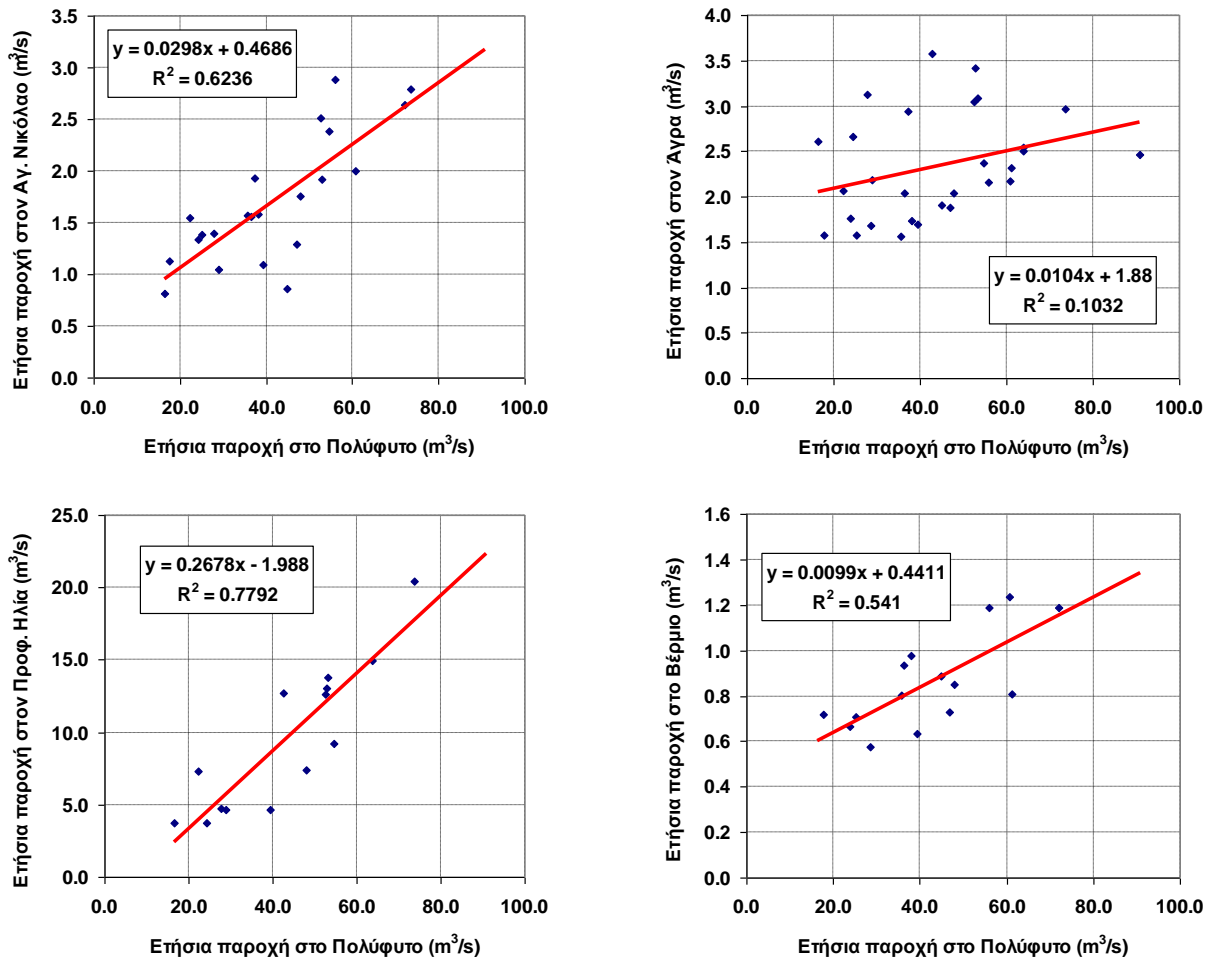 Ετήσια παροχή στον Αγ. Νικόλαο (m³/s)
3.5
3.0
2.5
2.0
1.5
1.0
0.5
0.0
y = 0.0298x + 0.4686
R² = 0.6236
0.0 20.0 40.0 60.0 80.0 100.0
Ετήσια παροχή στο Πολύφυτο (m³/s)
Ετήσια παροχή στον Άγρα (m³/s)
4.0
3.5
3.0
2.5
2.0
1.5
1.0
0.5
0.0
y = 0.0104x + 1.88
R² = 0.1032
0.0 20.0 40.0 60.0 80.0 100.0
Ετήσια παροχή στο Πολύφυτο (m³/s)
Ετήσια παροχή στον Προφ. Ηλία (m³/s)
25.0
20.0
15.0
10.0
5.0
0.0
y = 0.2678x - 1.988
R² = 0.7792
0.0 20.0 40.0 60.0 80.0 100.0
Ετήσια παροχή στο Πολύφυτο (m³/s)
Ετήσια παροχή στο Βέρμιο (m³/s)
1.6
1.4
1.2
1.0
0.8
0.6
0.4
0.2
0.0
y = 0.0099x + 0.4411
R² = 0.541
0.0 20.0 40.0 60.0 80.0 100.0
Ετήσια παροχή στο Πολύφυτο (m³/s)